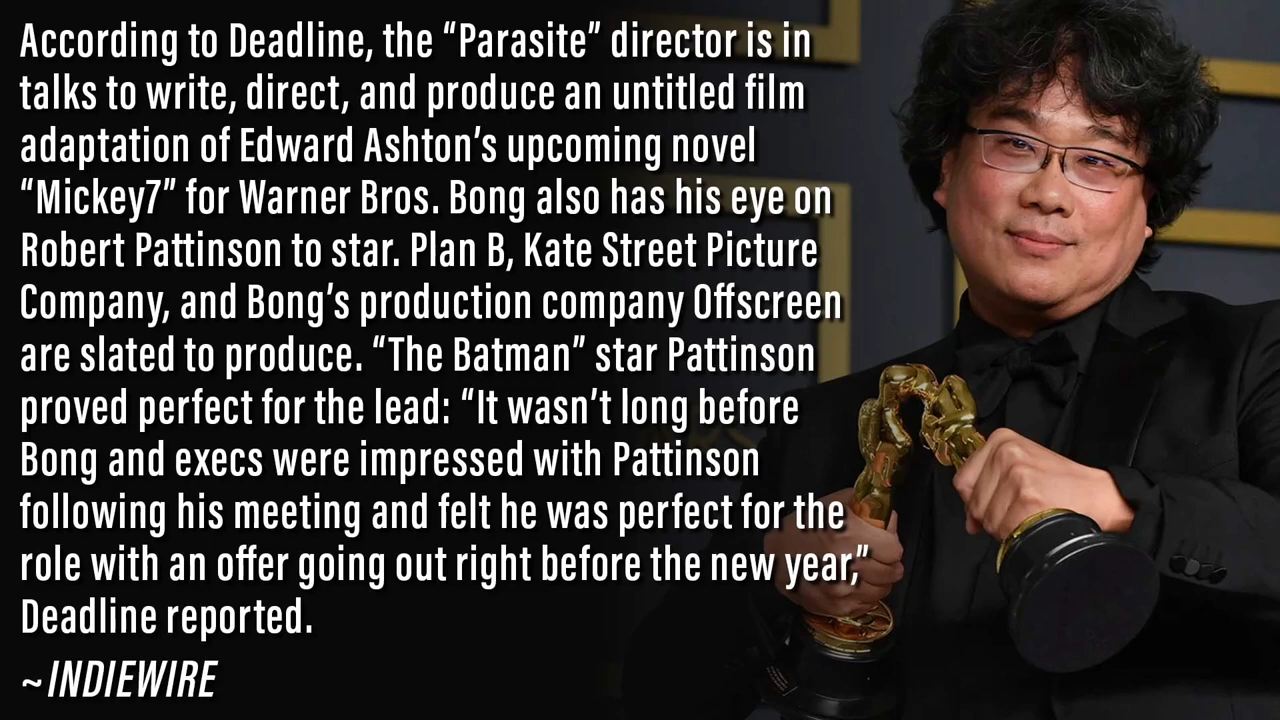 According to Deadline, the “Parasite” director is in
talks to write, direct, and produce an untitled film
adaptation of Edward Ashton’s upcoming novel
“Mickey7” for Warner Bros. Bong also has his eye on
Robert Pattinson to star. Plan B, Kate Street Picture
Company, and Bong’s production company Offscreen
are slated to produce. “The Batman” star Pattinson
proved perfect for the lead: “It wasn’t long before
Bong and execs were impressed with Pattinson
following his meeting and felt he was perfect for the
role with an offer going out right before the new year,”
Deadline reported.
~INDIEWIRE